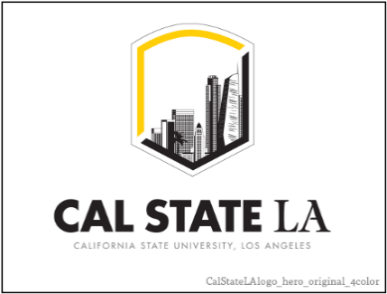 CAL STATE LA
CALIFORNIA STATE UNIVERSITY, LOS ANGELES
CalStateLAlogo_hero_original_4color